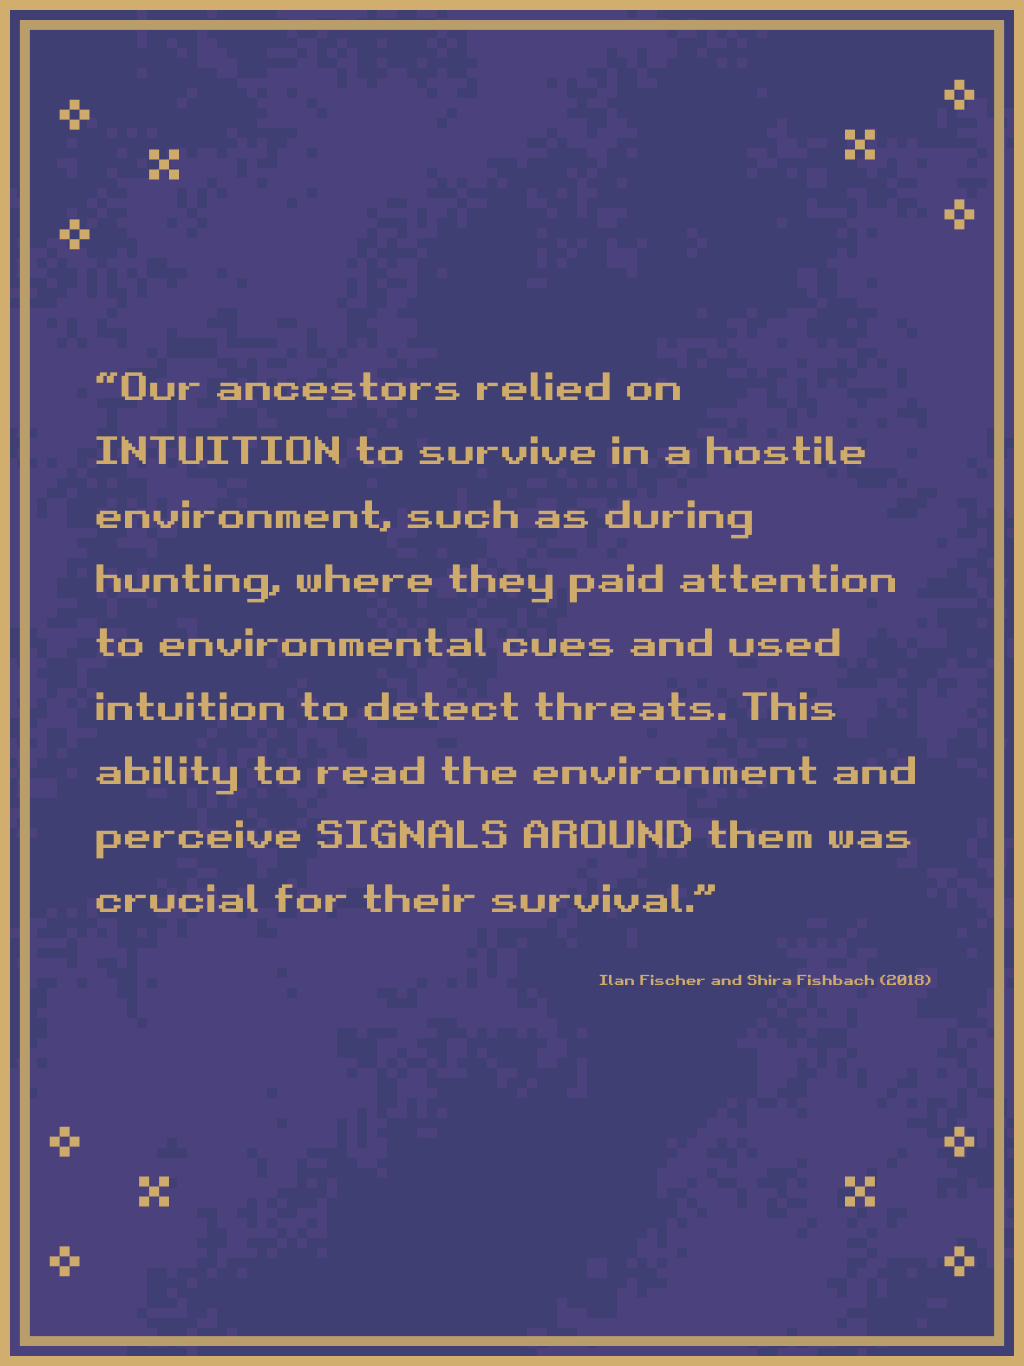 “Our ancestors relied on
INTUITION to survive in a hostile
environment, such as during
hunting, where they paid attention
to environmental cues and used
intuition to detect threats. This
ability to read the environment and
perceive SIGNALS AROUND them was
crucial for their survival.”
Ilan Fischer and Shira Fishbach (2018)